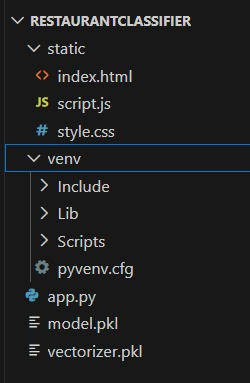 RESTAURANTCLASSIFIER
static
index.html
JS script.js
# style.css
venv
Include
Lib
Scripts
pyvenv.cfg
app.py
model.pkl
vectorizer.pkl